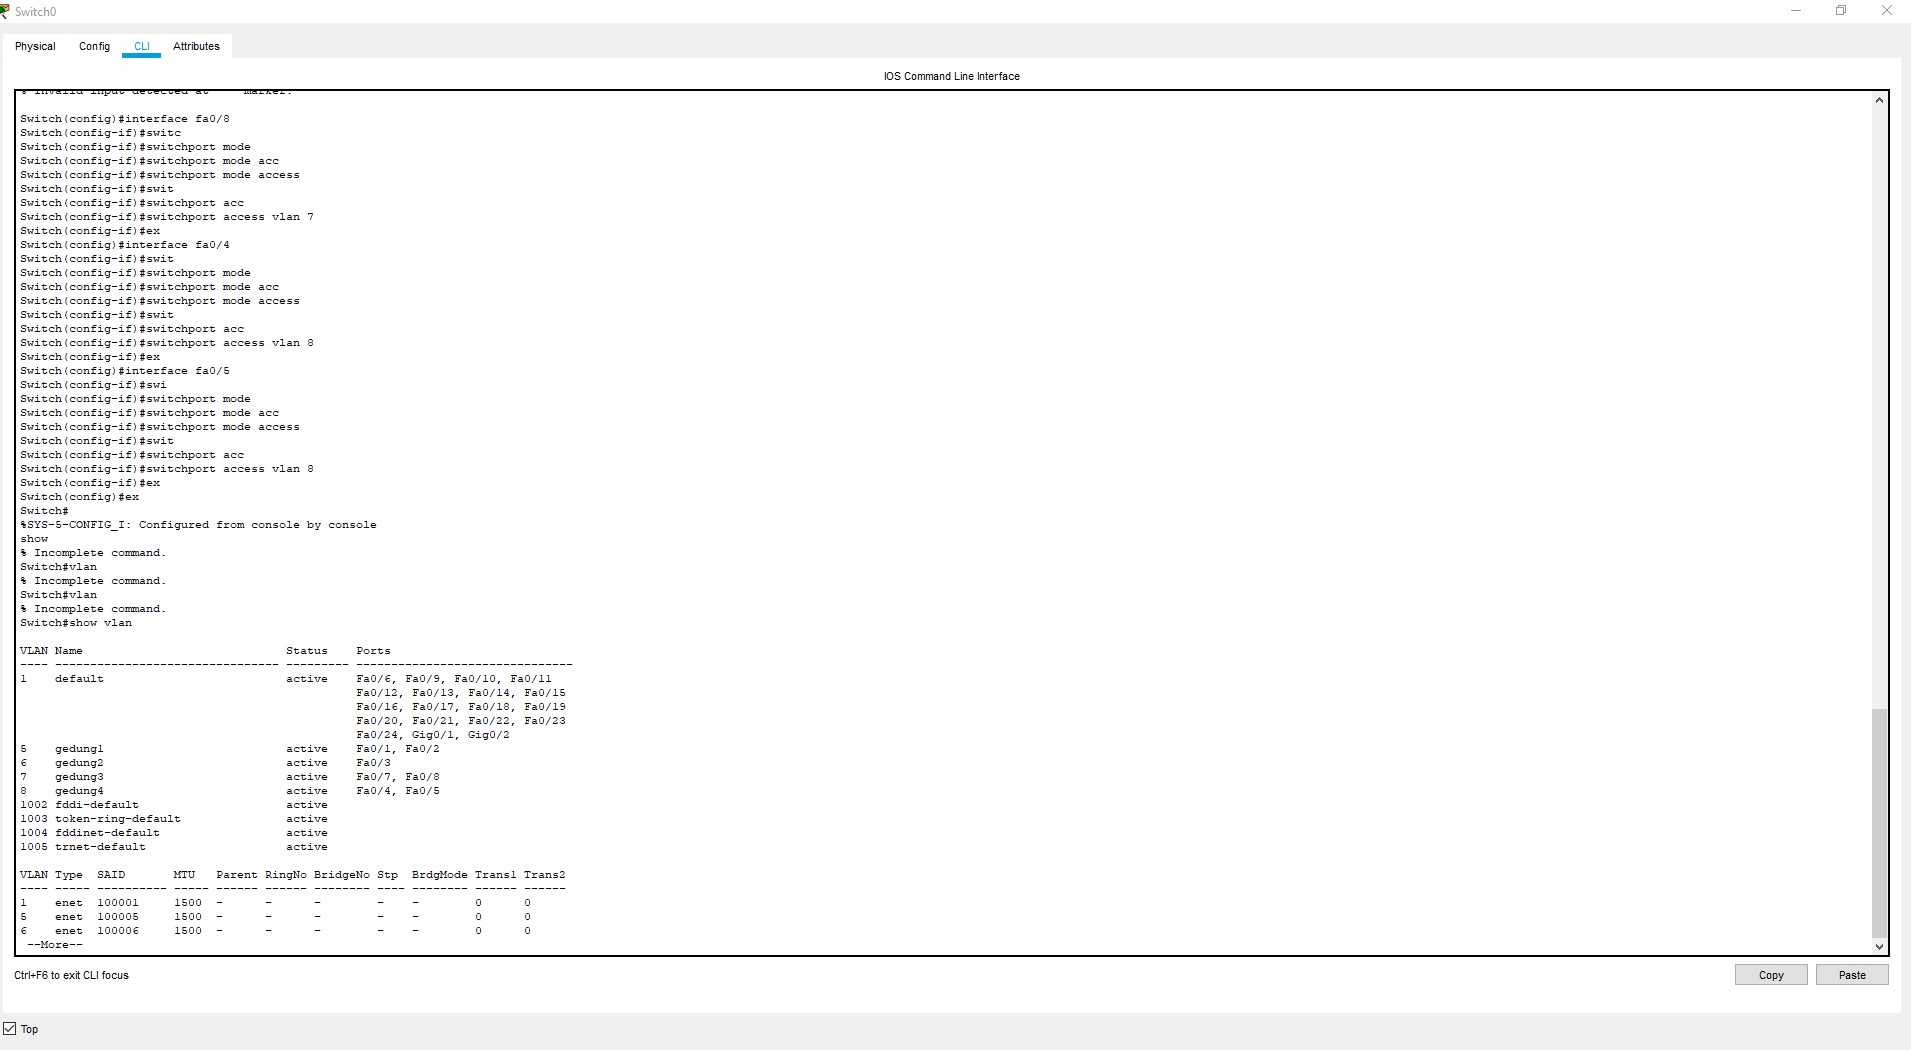 Switch0
Physical Config CLI Attributes
IOS Command Line Interface
% Invalid input detected at marker.
Switch(config)#interface fa0/8
Switch(config-if)#switc
Switch(config-if)#switchport mode
Switch(config-if)#switchport mode acc
Switch(config-if)#switchport mode access
Switch(config-if)#swit
Switch(config-if)#switchport acc
Switch(config-if)#switchport access vlan 7
Switch(config-if)#ex
Switch(config)#interface fa0/4
Switch(config-if)#swit
Switch(config-if)#switchport mode
Switch(config-if)#switchport mode acc
Switch(config-if)#switchport mode access
Switch(config-if)#swit
Switch(config-if)#switchport acc
Switch(config-if)#switchport access vlan 8
Switch(config-if)#ex
Switch(config)#interface fa0/5
Switch(config-if)#swi
Switch(config-if)#switchport mode
Switch(config-if)#switchport mode acc
Switch(config-if)#switchport mode access
Switch(config-if)#swit
Switch(config-if)#switchport acc
Switch(config-if)#switchport access vlan 8
Switch(config-if)#ex
Switch(config)#ex
Switch#
%SYS-5-CONFIG_I: Configured from console by console
show
% Incomplete command.
Switch#vlan
% Incomplete command.
Switch#vlan
% Incomplete command.
Switch#show vlan
VLAN Name Status Ports
---- -------------------------------- --------- -------------------------------
1 default active Fa0/6, Fa0/9, Fa0/10, Fa0/11
Fa0/12, Fa0/13, Fa0/14, Fa0/15
Fa0/16, Fa0/17, Fa0/18, Fa0/19
Fa0/20, Fa0/21, Fa0/22, Fa0/23
Fa0/24, Gig0/1, Gig0/2
5 gedung1 active Fa0/1, Fa0/2
6 gedung2 active Fa0/3
7 gedung3 active Fa0/7, Fa0/8
8 gedung4 active Fa0/4, Fa0/5
1002 fddi-default active
1003 token-ring-default active
1004 fddinet-default active
1005 trnet-default active
VLAN Type SAID MTU Parent RingNo BridgeNo Stp BrdgMode Trans1 Trans2
---- ----- ---------- ----- ------ ------ -------- ---- -------- ------ ------
1 enet 100001 1500 - - - - - 0 0
5 enet 100005 1500 - - - - - 0 0
6 enet 100006 1500 - - - - - 0 0
--More--
Ctrl+F6 to exit CLI focus
Copy Paste
Top